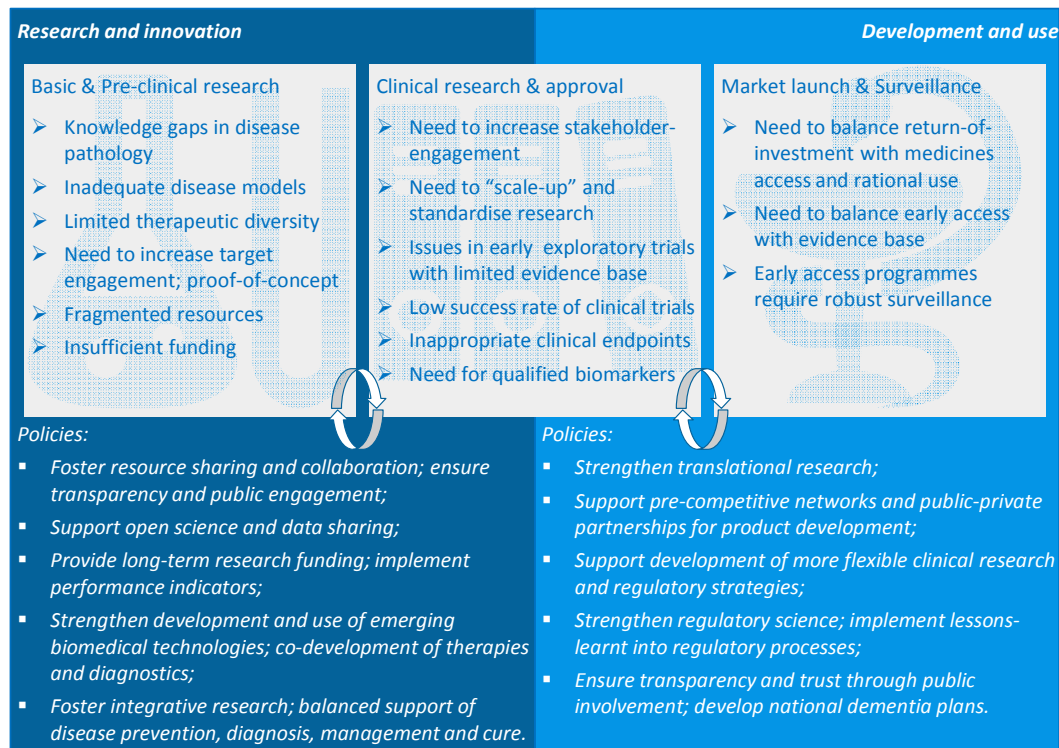 Research and innovation
Development and use
Basic & Pre-clinical research
➢ Knowledge gaps in disease
pathology
➢ Inadequate disease models
➢ Limited therapeutic diversity
➢ Need to increase target
engagement; proof-of-concept
➢ Fragmented resources
➢ Insufficient funding
Clinical research & approval
➢ Need to increase stakeholder-
engagement
➢ Need to “scale-up” and
standardise research
➢ Issues in early exploratory trials
with limited evidence base
➢ Low success rate of clinical trials
➢ Inappropriate clinical endpoints
➢ Need for qualified biomarkers
Market launch & Surveillance
➢ Need to balance return-of-
investment with medicines
access and rational use
➢ Need to balance early access
with evidence base
➢ Early access programmes
require robust surveillance
Policies:
▪ Foster resource sharing and collaboration; ensure
transparency and public engagement;
▪ Support open science and data sharing;
▪ Provide long-term research funding; implement
performance indicators;
▪ Strengthen development and use of emerging
biomedical technologies; co-development of therapies
and diagnostics;
▪ Foster integrative research; balanced support of
disease prevention, diagnosis, management and cure.
Policies:
▪ Strengthen translational research;
▪ Support pre-competitive networks and public-private
partnerships for product development;
▪ Support development of more flexible clinical research
and regulatory strategies;
▪ Strengthen regulatory science; implement lessons-
learnt into regulatory processes;
▪ Ensure transparency and trust through public
involvement; develop national dementia plans.